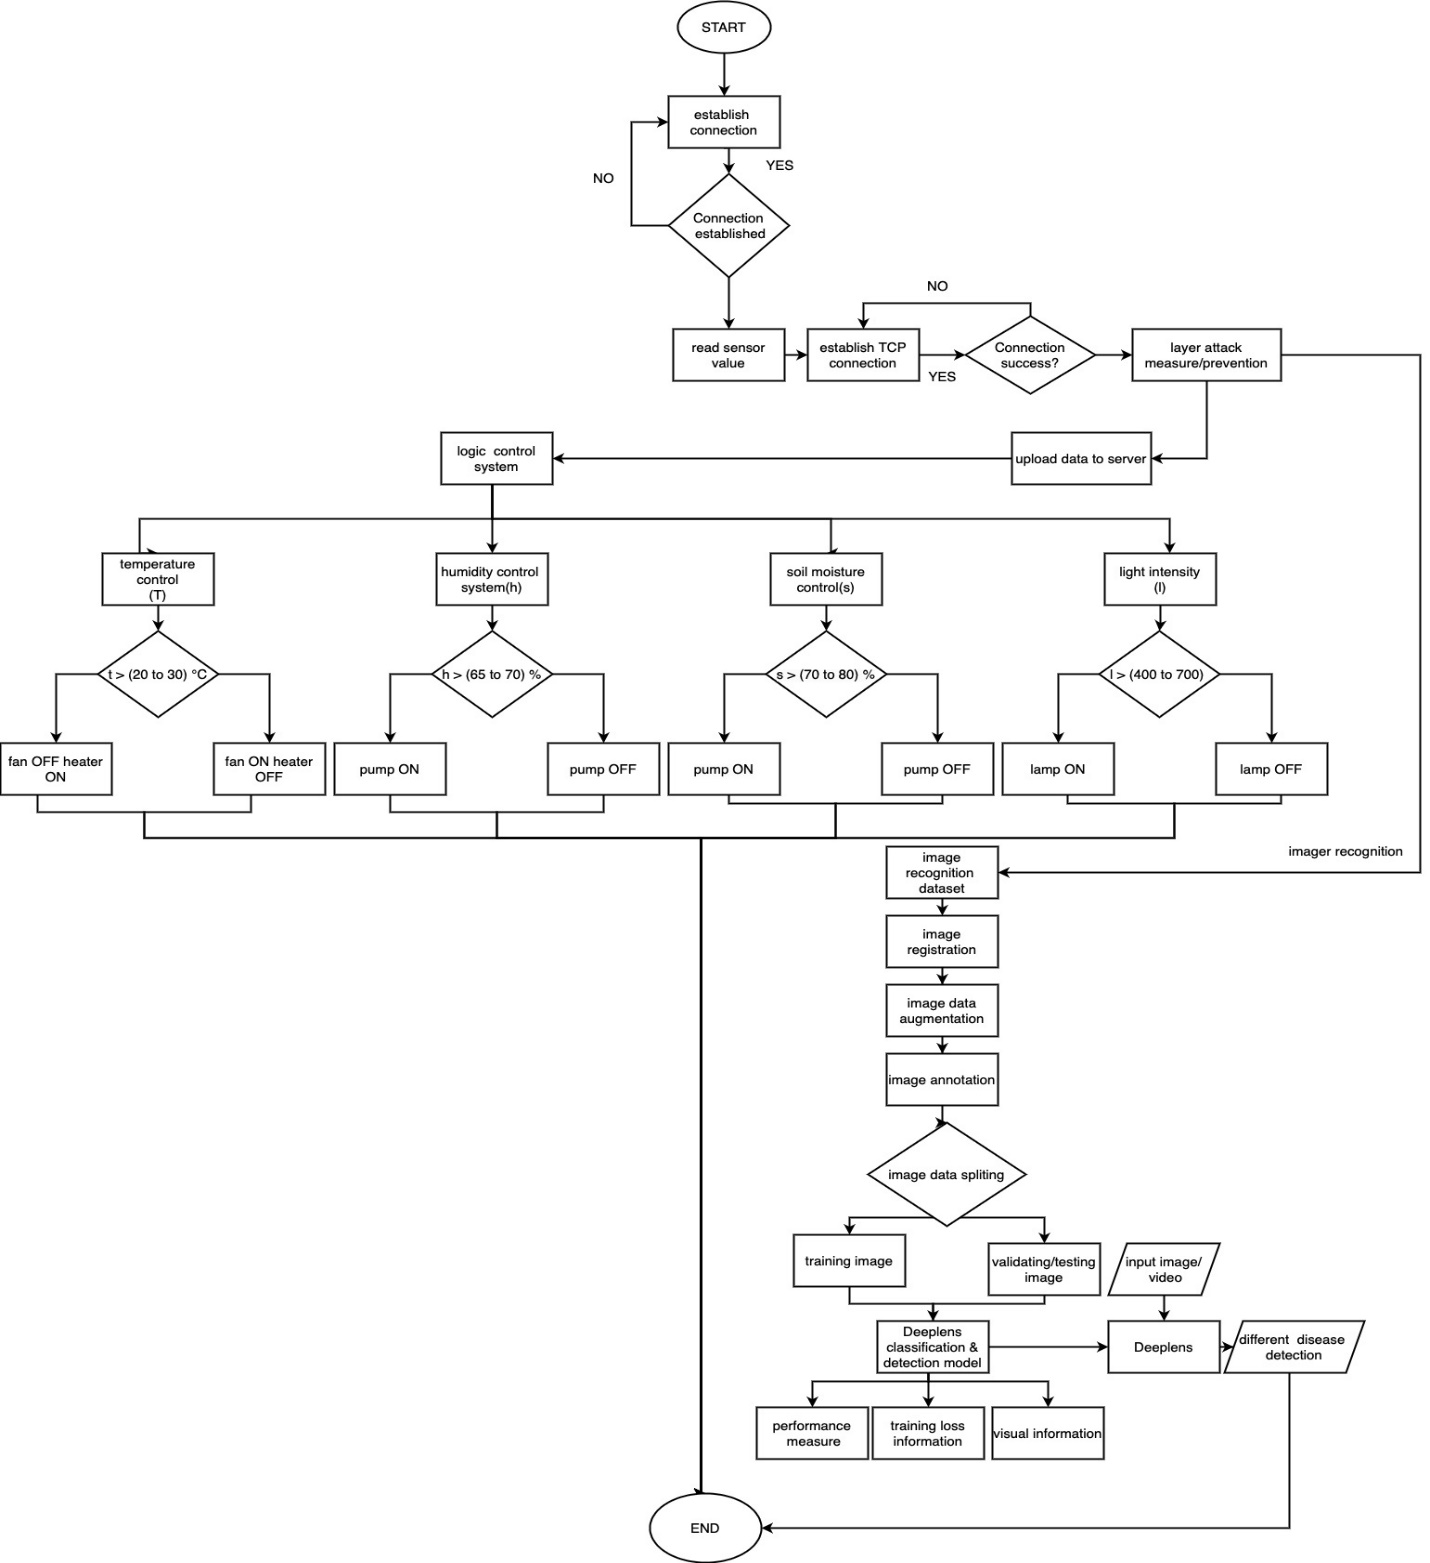 START
establish
connection
YES
NO
Connection
established
NO
read sensor
value
establish TCP
connection
YES
Connection
success?
layer attack
measure/prevention
logic control
system
upload data to server
temperature
control
(T)
humidity control
system(h)
soil moisture
control(s)
light intensity
(l)
t > (20 to 30) °C
h > (65 to 70) %
s > (70 to 80) %
l > (400 to 700)
fan OFF heater
ON
fan ON heater
OFF
pump ON
pump OFF
pump ON
pump OFF
lamp ON
lamp OFF
imager recognition
image
recognition
dataset
image
registration
image data
augmentation
image annotation
image data spliting
training image
validating/testing
image
input image/
video
Deeplens
classification &
detection model
Deeplens
different disease
detection
performance
measure
training loss
information
visual information
END